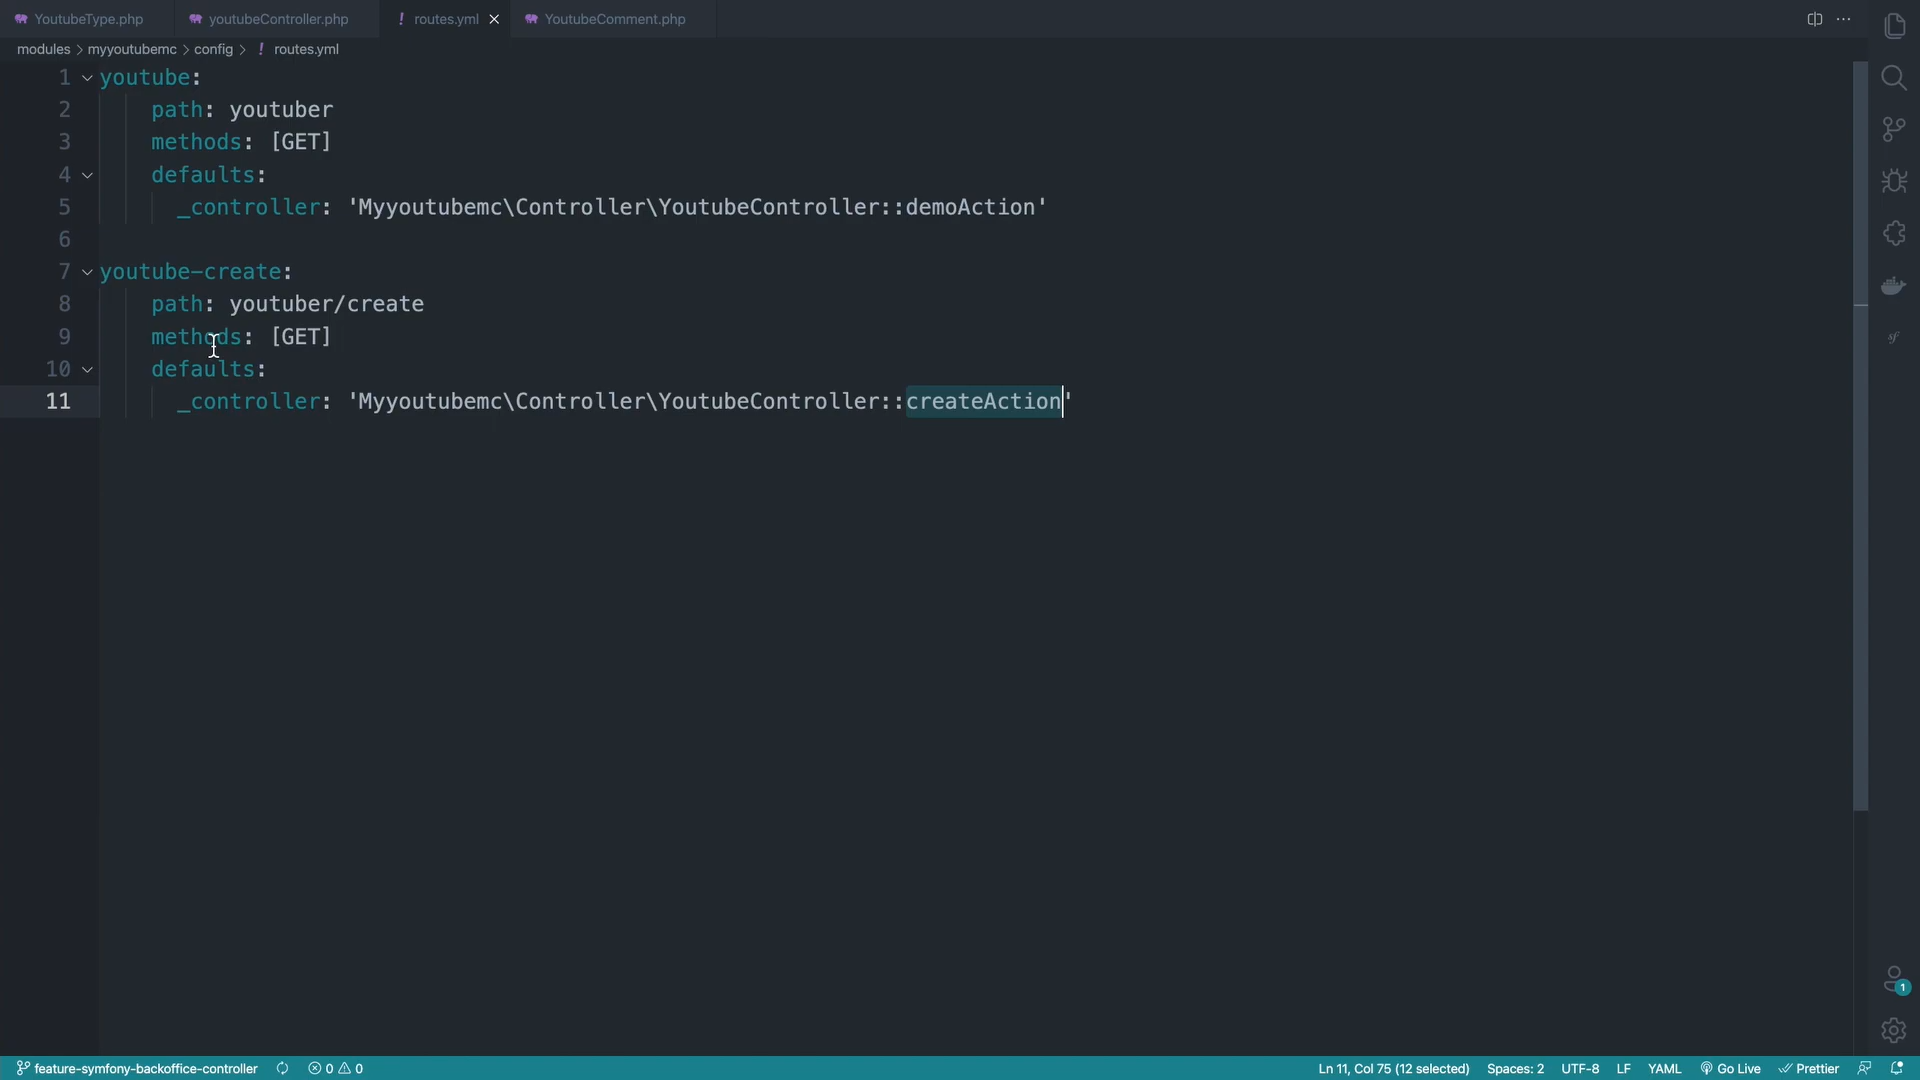 YoutubeType.php youtubeController.php ! routes.yml YoutubeComment.php
modules > myyoutubemc > config > ! routes.yml
1 youtube:
2 path: youtuber
3 methods: [GET]
4 defaults:
5 _controller: 'Myyoutubemc\Controller\YoutubeController::demoAction'
6
7 youtube-create:
8 path: youtuber/create
9 methods: [GET]
10 defaults:
11 _controller: 'Myyoutubemc\Controller\YoutubeController::createAction'
sf
1
feature-symfony-backoffice-controller 0 0 Ln 11, Col 75 (12 selected) Spaces: 2 UTF-8 LF YAML Go Live Prettier